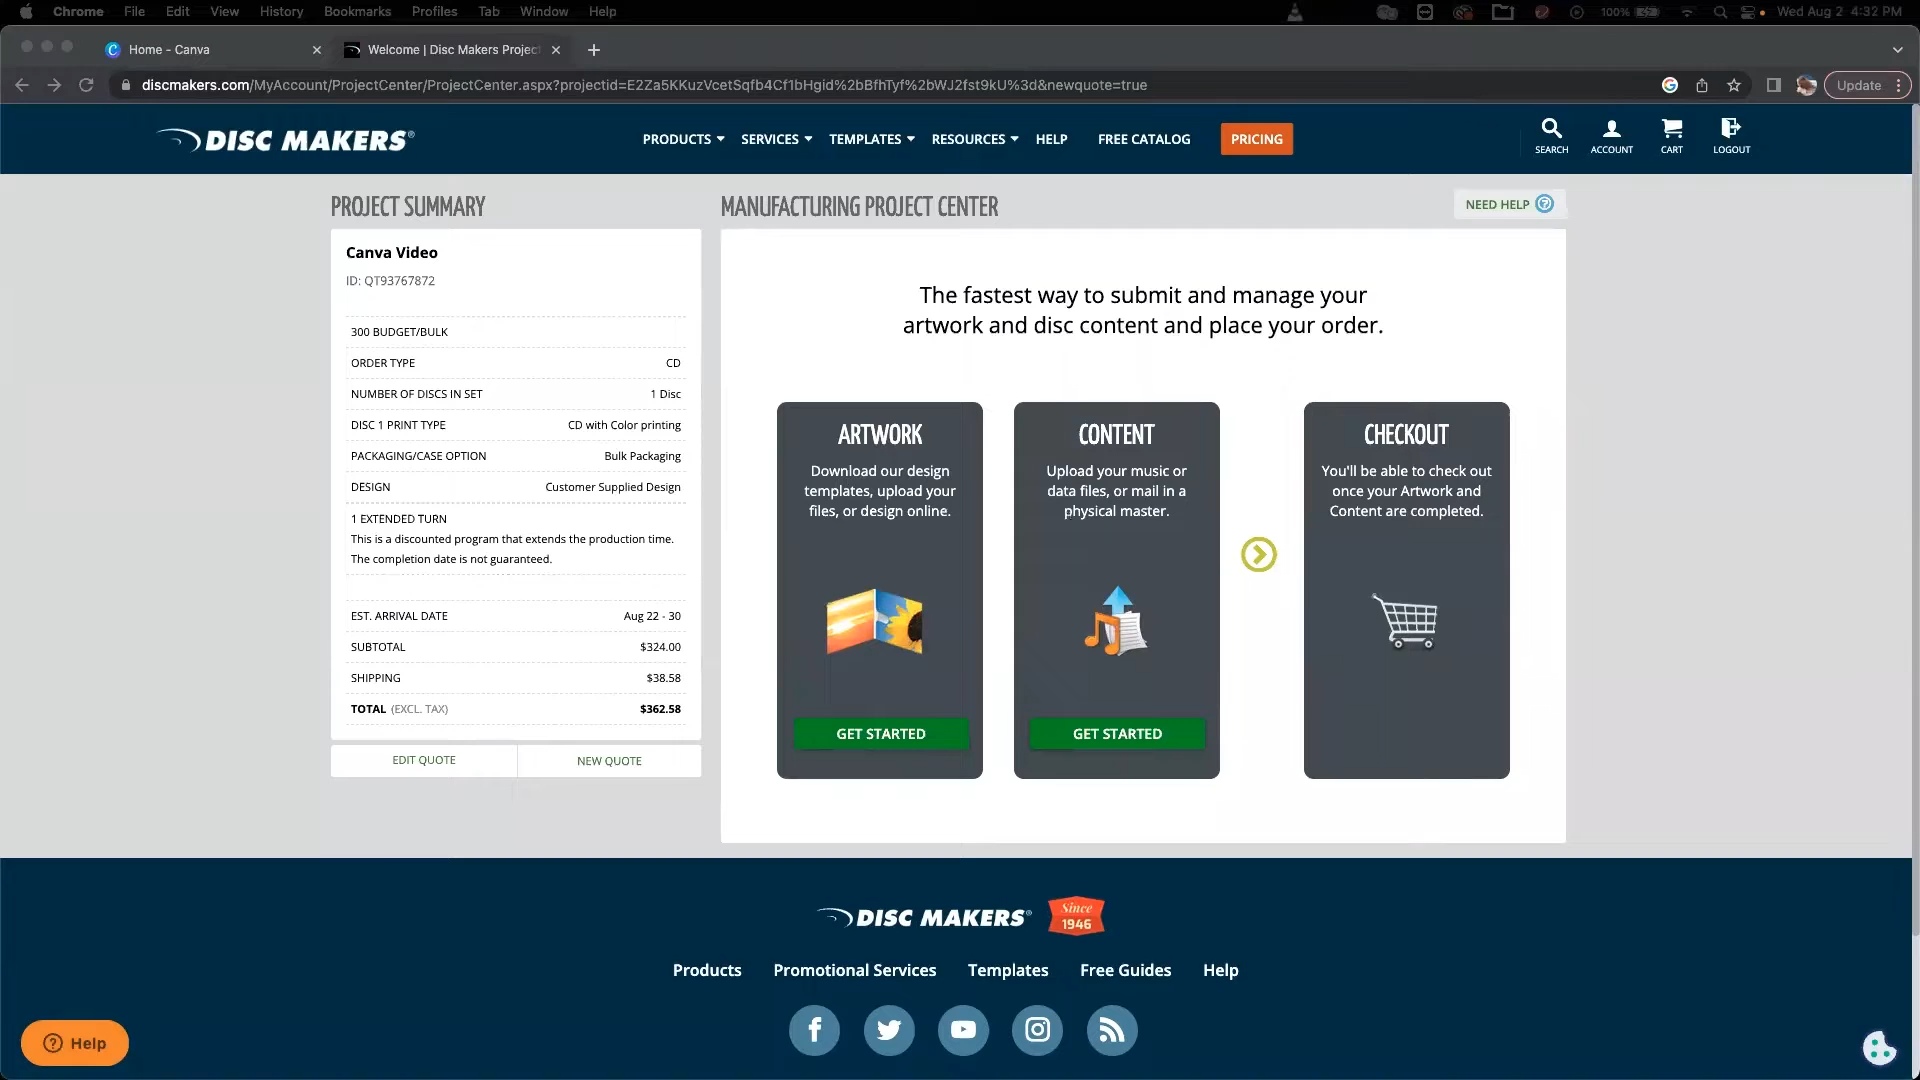 Chrome File Edit View History Bookmarks Profiles Tab Window Help 100% Wed Aug 2 4:32 PM
Home - Canva
Welcome | Disc Makers Project
discmakers.com/MyAccount/ProjectCenter/ProjectCenter.aspx?projectid=E2Za5KKuzVcetSqfb4Cf1bHgid%2bBfhTyf%2bWJ2fst9kU%3d&newquote=true
Update
DISC MAKERS®
PRODUCTS SERVICES TEMPLATES RESOURCES HELP FREE CATALOG PRICING
SEARCH ACCOUNT CART LOGOUT
PROJECT SUMMARY
Canva Video
ID: QT93767872
300 BUDGET/BULK
ORDER TYPE CD
NUMBER OF DISCS IN SET 1 Disc
DISC 1 PRINT TYPE CD with Color printing
PACKAGING/CASE OPTION Bulk Packaging
DESIGN Customer Supplied Design
1 EXTENDED TURN
This is a discounted program that extends the production time.
The completion date is not guaranteed.
EST. ARRIVAL DATE Aug 22 - 30
SUBTOTAL $324.00
SHIPPING $38.58
TOTAL (EXCL. TAX) $362.58
EDIT QUOTE NEW QUOTE
MANUFACTURING PROJECT CENTER
NEED HELP ?
The fastest way to submit and manage your
artwork and disc content and place your order.
ARTWORK
Download our design
templates, upload your
files, or design online.
GET STARTED
CONTENT
Upload your music or
data files, or mail in a
physical master.
GET STARTED
CHECKOUT
You'll be able to check out
once your Artwork and
Content are completed.
DISC MAKERS®
Since
1946
Products Promotional Services Templates Free Guides Help
? Help